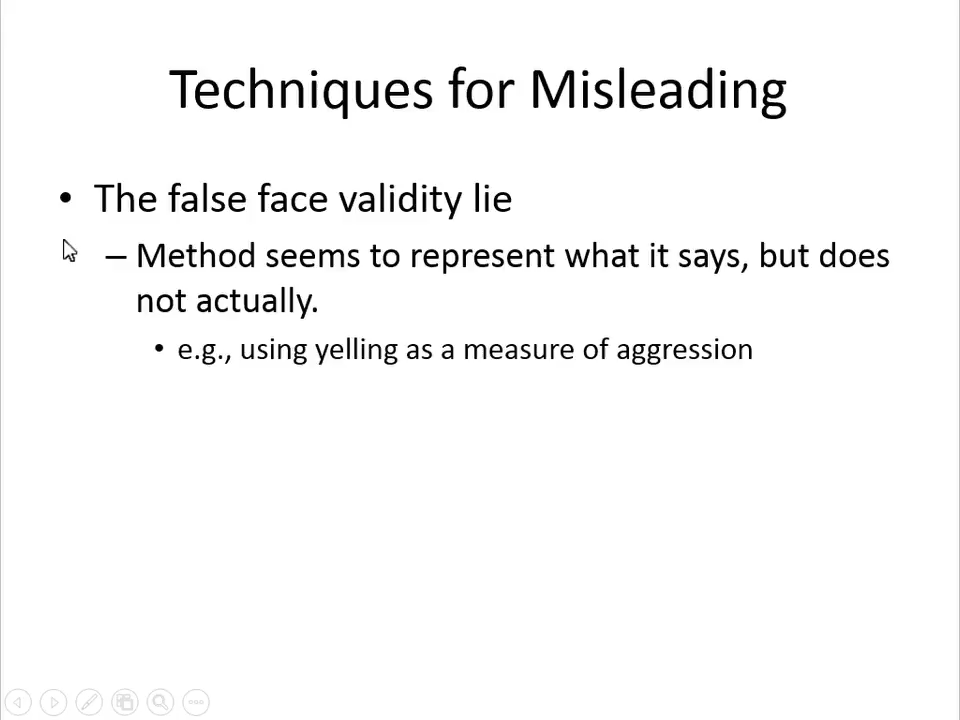 Techniques for Misleading
• The false face validity lie
– Method seems to represent what it says, but does
not actually.
• e.g., using yelling as a measure of aggression